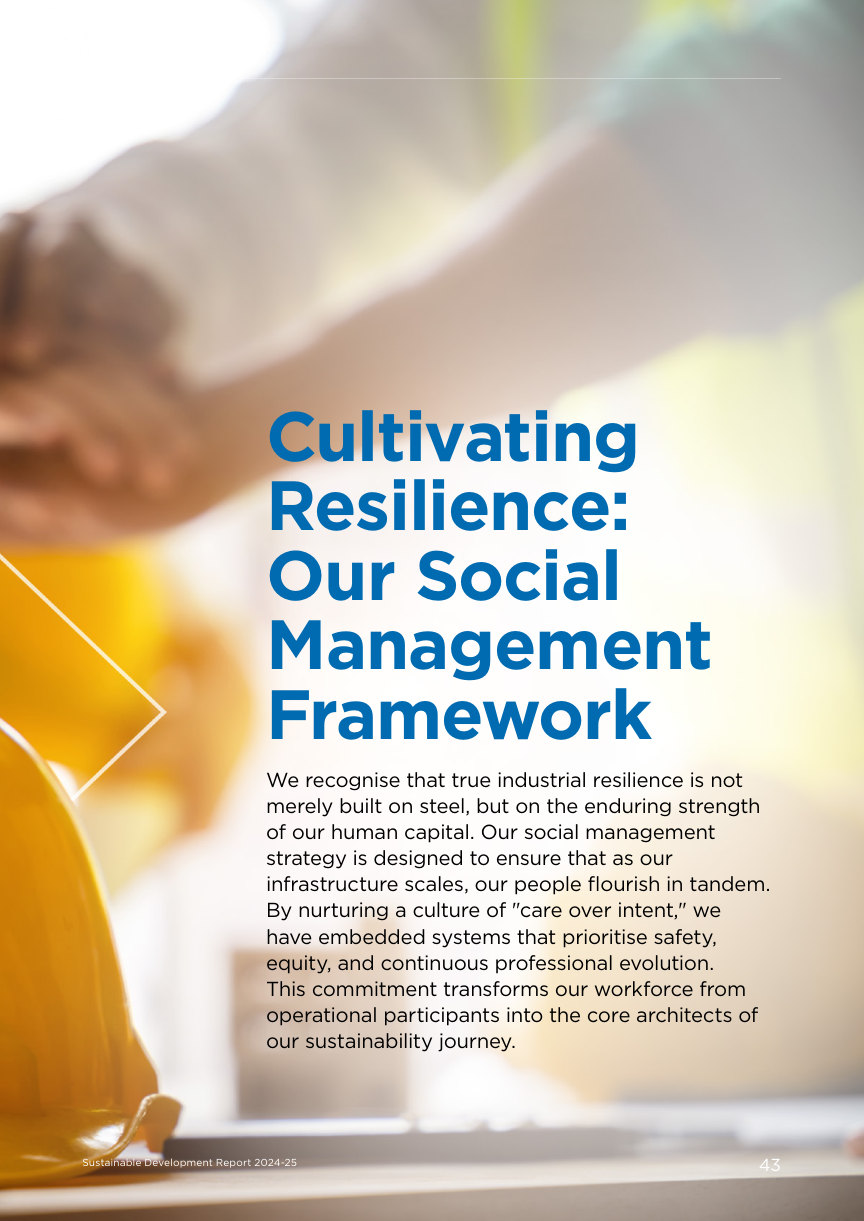 Cultivating
Resilience:
Our Social
Management
Framework
We recognise that true industrial resilience is not
merely built on steel, but on the enduring strength
of our human capital. Our social management
strategy is designed to ensure that as our
infrastructure scales, our people flourish in tandem.
By nurturing a culture of "care over intent," we
have embedded systems that prioritise safety,
equity, and continuous professional evolution.
This commitment transforms our workforce from
operational participants into the core architects of
our sustainability journey.
Sustainable Development Report 2024-25
43